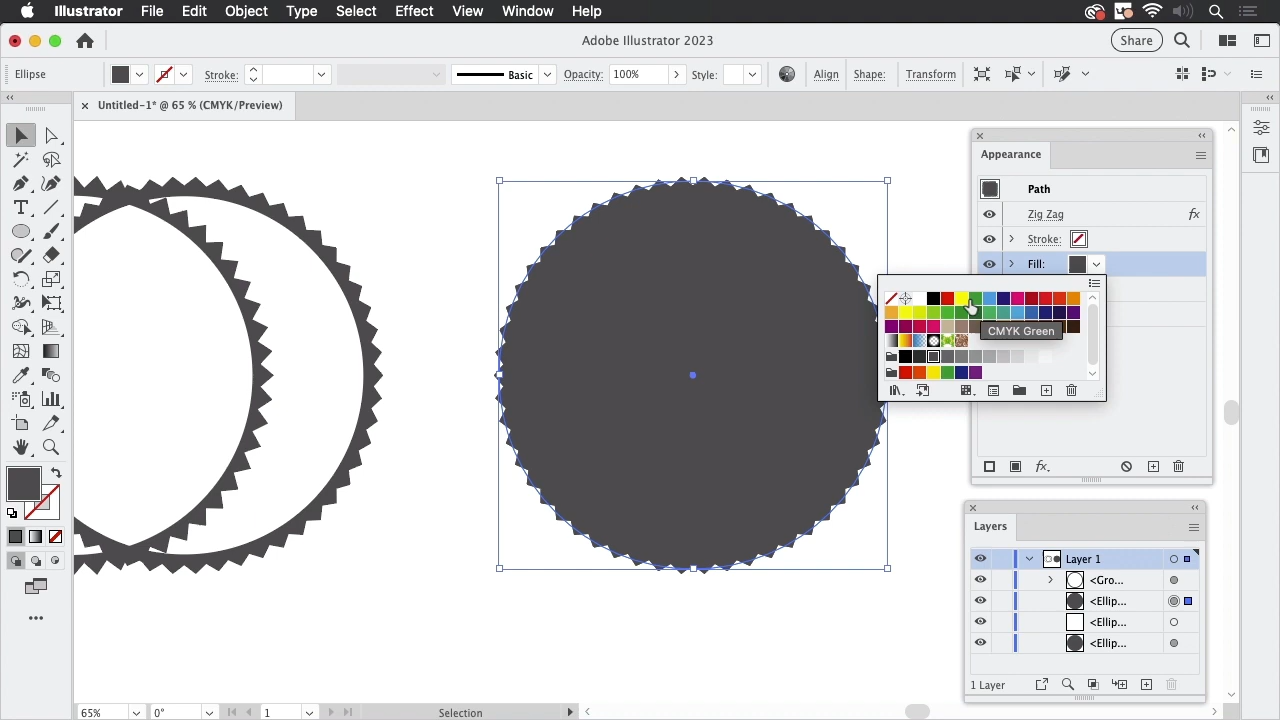 Illustrator File Edit Object Type Select Effect View Window Help
Adobe Illustrator 2023
Share
Ellipse Stroke: Basic Opacity: 100% Style: Align Shape: Transform
Untitled-1* @ 65 % (CMYK/Preview)
Appearance
Path
Zig Zag fx
Stroke:
Fill:
CMYK Green
fx
Layers
Layer 1
<Gro...
<Ellip...
<Ellip...
<Ellip...
1 Layer
65% 0° 1 Selection